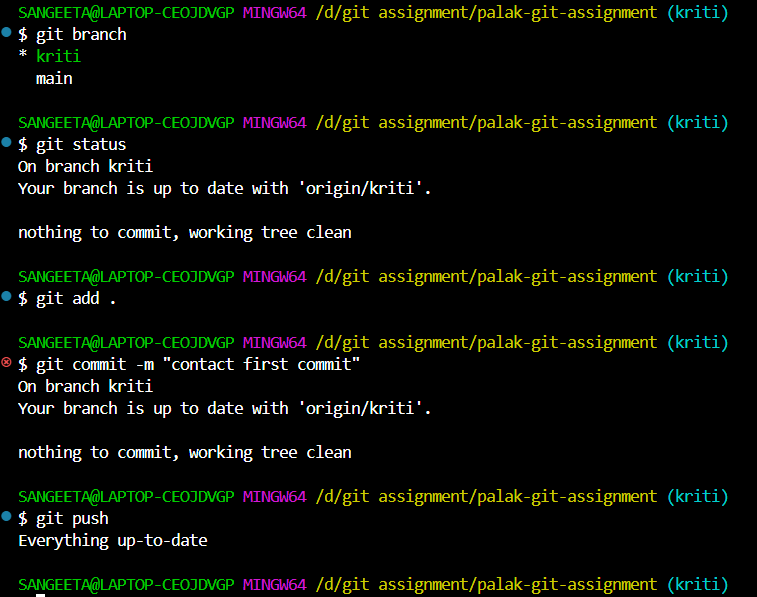 SANGEETA@LAPTOP-CEOJDVGP MINGW64 /d/git assignment/palak-git-assignment (kriti)
$ git branch
* kriti
  main

SANGEETA@LAPTOP-CEOJDVGP MINGW64 /d/git assignment/palak-git-assignment (kriti)
$ git status
On branch kriti
Your branch is up to date with 'origin/kriti'.

nothing to commit, working tree clean

SANGEETA@LAPTOP-CEOJDVGP MINGW64 /d/git assignment/palak-git-assignment (kriti)
$ git add .

SANGEETA@LAPTOP-CEOJDVGP MINGW64 /d/git assignment/palak-git-assignment (kriti)
$ git commit -m "contact first commit"
On branch kriti
Your branch is up to date with 'origin/kriti'.

nothing to commit, working tree clean

SANGEETA@LAPTOP-CEOJDVGP MINGW64 /d/git assignment/palak-git-assignment (kriti)
$ git push
Everything up-to-date

SANGEETA@LAPTOP-CEOJDVGP MINGW64 /d/git assignment/palak-git-assignment (kriti)